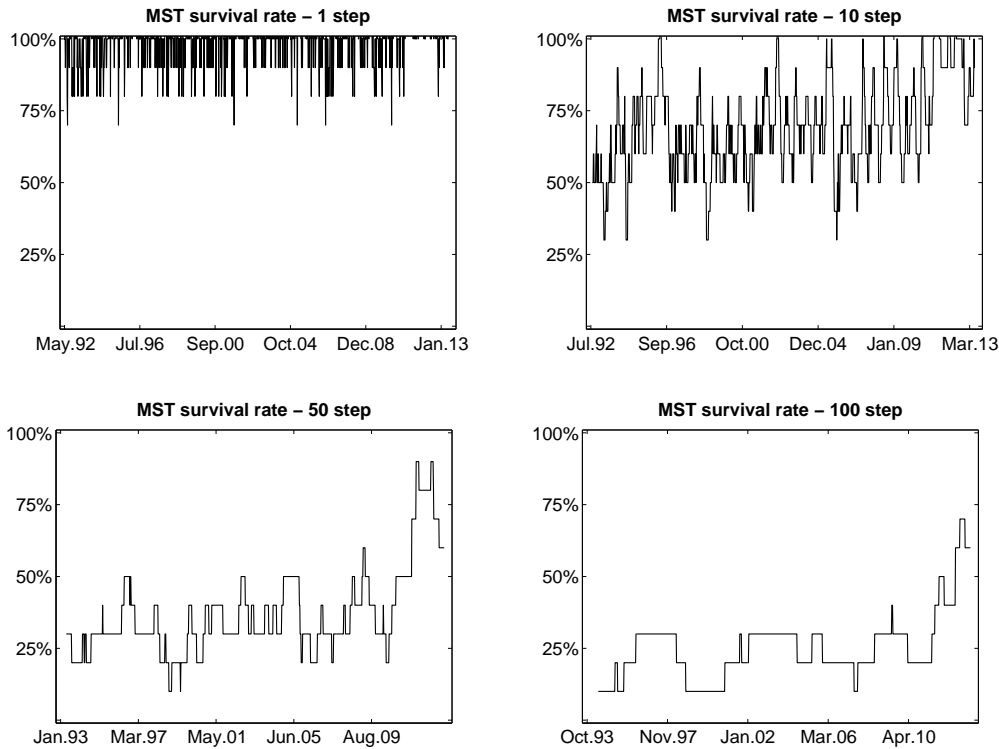 MST survival rate – 1 step
100%
75%
50%
25%
May.92 Jul.96 Sep.00 Oct.04 Dec.08 Jan.13
MST survival rate – 10 step
100%
75%
50%
25%
Jul.92 Sep.96 Oct.00 Dec.04 Jan.09 Mar.13
MST survival rate – 50 step
100%
75%
50%
25%
Jan.93 Mar.97 May.01 Jun.05 Aug.09
MST survival rate – 100 step
100%
75%
50%
25%
Oct.93 Nov.97 Jan.02 Mar.06 Apr.10